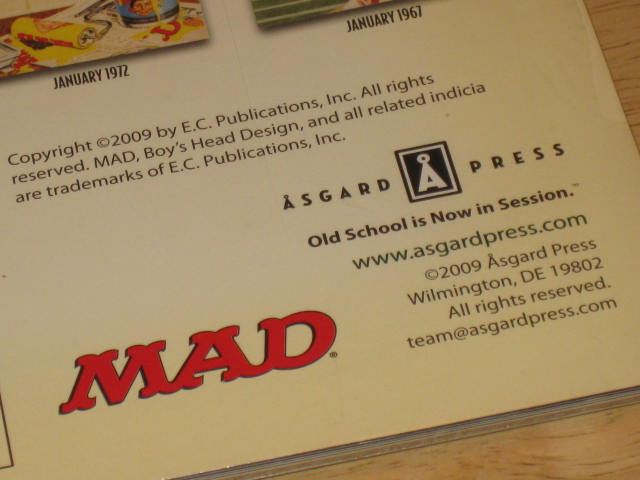 JANUARY 1972
JANUARY 1967
Copyright ©2009 by E.C. Publications, Inc. All rights
reserved. MAD, Boy's Head Design, and all related indicia
are trademarks of E.C. Publications, Inc.
ÅSGARD Å PRESS
Old School is Now in Session.™
www.asgardpress.com
©2009 Åsgard Press
Wilmington, DE 19802
All rights reserved.
team@asgardpress.com
MAD®